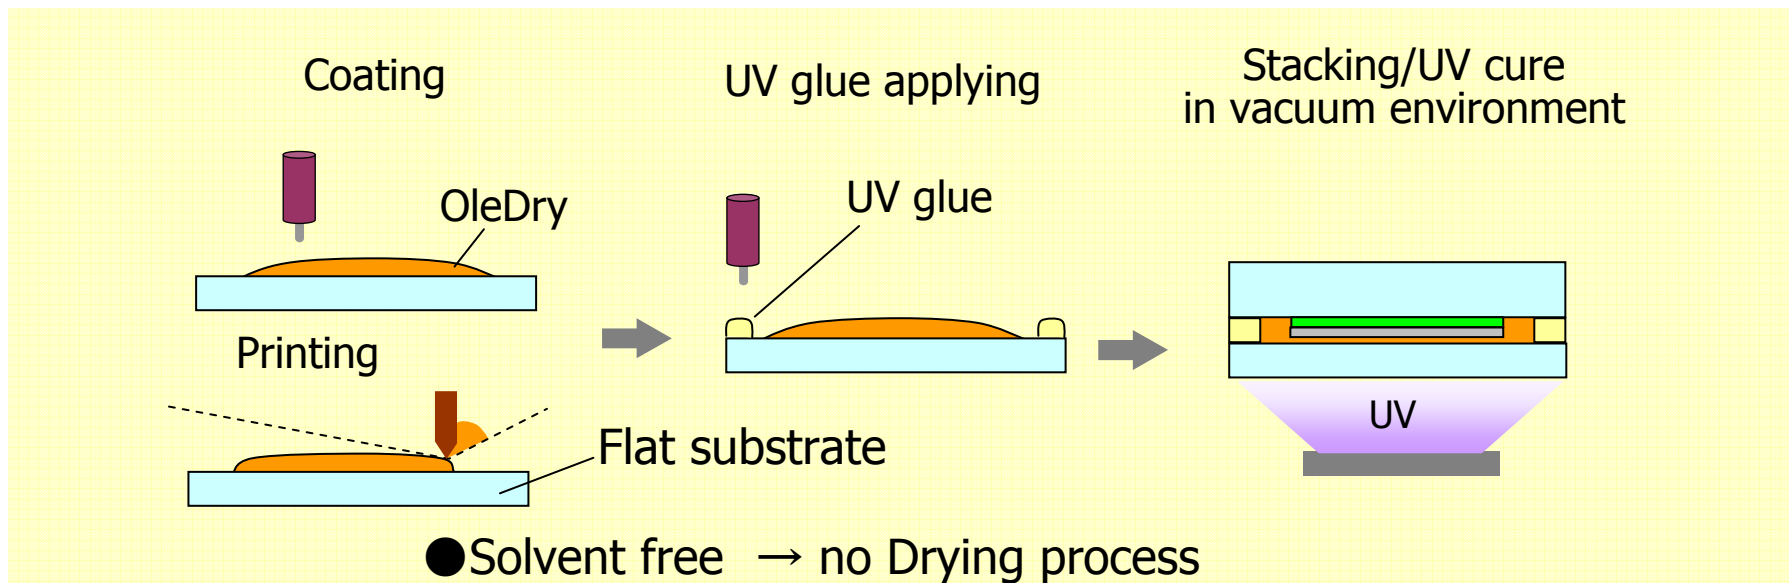 Coating
OleDry
Printing
Flat substrate
UV glue applying
UV glue
Stacking/UV cure
in vacuum environment
UV
●Solvent free → no Drying process